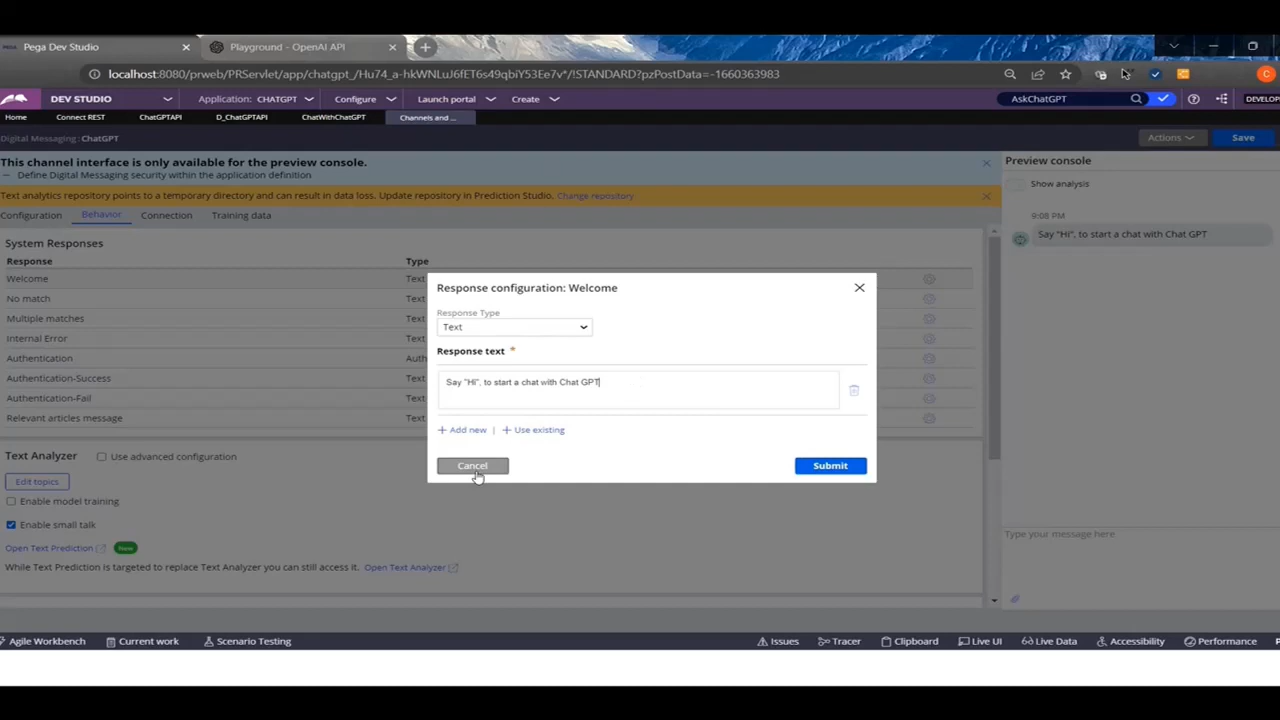 PEGA Pega Dev Studio
Playground - OpenAI API
localhost:8080/prweb/PRServlet/app/chatgpt_/Hu74_a-hkWNLuJ6fET6s49qbiY53Ee7v*/!STANDARD?pzPostData=-1660363983
C
DEV STUDIO
Application: CHATGPT
Configure
Launch portal
Create
AskChatGPT
DEVELOP
Home
Connect REST
ChatGPTAPI
D_ChatGPTAPI
ChatWithChatGPT
Channels and ...
Digital Messaging: ChatGPT
Actions
Save
This channel interface is only available for the preview console.
— Define Digital Messaging security within the application definition
Text analytics repository points to a temporary directory and can result in data loss. Update repository in Prediction Studio. Change repository
Configuration
Behavior
Connection
Training data
System Responses
Response
Type
Welcome
Text
No match
Text
Multiple matches
Text
Internal Error
Text
Authentication
Auth
Authentication-Success
Text
Authentication-Fail
Text
Relevant articles message
Text
Text Analyzer
Use advanced configuration
Edit topics
Enable model training
Enable small talk
Open Text Prediction
New
While Text Prediction is targeted to replace Text Analyzer you can still access it. Open Text Analyzer
Response configuration: Welcome
Response Type
Text
Response text *
Say "Hi", to start a chat with Chat GPT
+ Add new | + Use existing
Cancel
Submit
Preview console
Show analysis
9:08 PM
Say "Hi", to start a chat with Chat GPT
Type your message here
Agile Workbench
Current work
Scenario Testing
Issues
Tracer
Clipboard
Live UI
Live Data
Accessibility
Performance